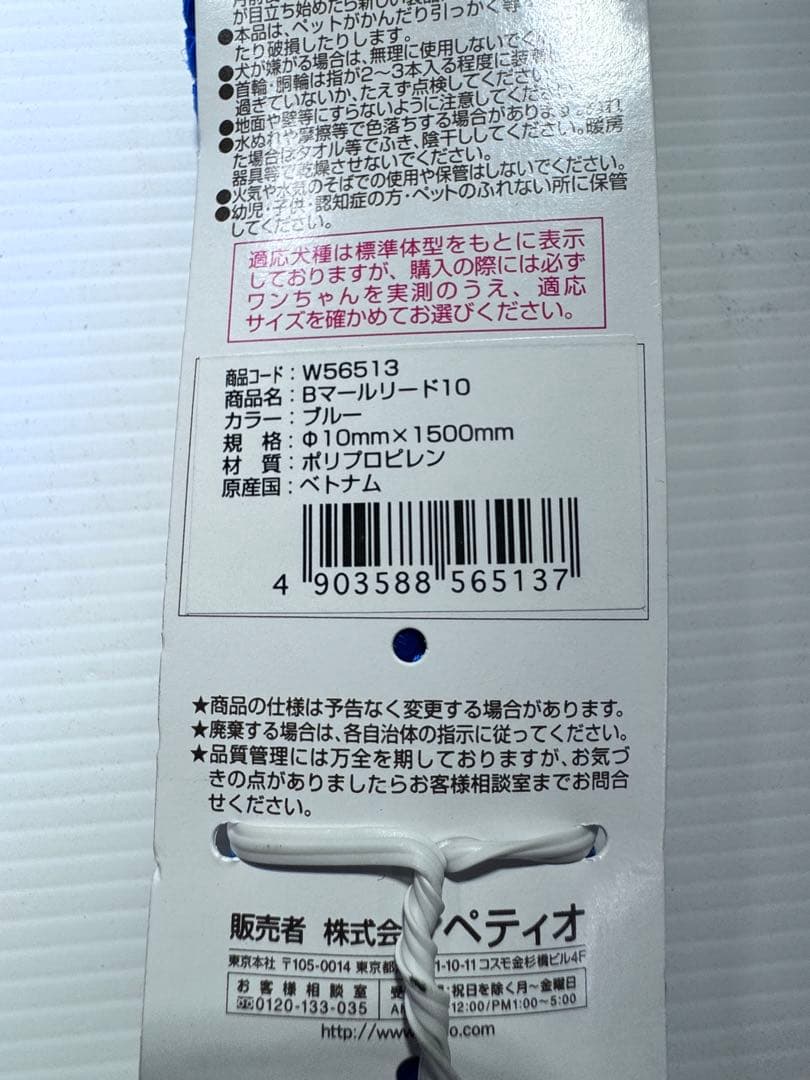 が目立ち始めたら新しい製品
●本品は、ペットがかんだり引っかく等
たり破損したりします。
●犬が嫌がる場合は、無理に使用しないでく
●首輪・胴輪は指が2〜3本入る程度に装
過ぎていないか、たえず点検してください。
●地面や壁等にすらないように注意してくだ
●水ぬれや摩擦等で色落ちする場合があります。
た場合はタオル等でふき、陰干ししてください。暖房
器具等で乾燥させないでください。
●火気や水気のそばでの使用や保管はしないでください。
●幼児・子供・認知症の方・ペットのふれない所に保管
してください。
適応犬種は標準体型をもとに表示
しておりますが、購入の際には必ず
ワンちゃんを実測のうえ、適応
サイズを確かめてお選びください。
商品コード：W56513
商品名：Bマールリード10
カラー：ブルー
規　格：Φ10mm×1500mm
材　質：ポリプロピレン
原産国：ベトナム
4 903588 565137
★商品の仕様は予告なく変更する場合があります。
★廃棄する場合は、各自治体の指示に従ってください。
★品質管理には万全を期しておりますが、お気づ
きの点がありましたらお客様相談室までお問合
せください。
販売者 株式会 ペティオ
東京本社 〒105-0014 東京都 1-10-11 コスモ金杉橋ビル4F
お客様相談室 受 :祝日を除く月〜金曜日
0120-133-035 A 12:00/PM1:00〜5:00
http://www. o.com